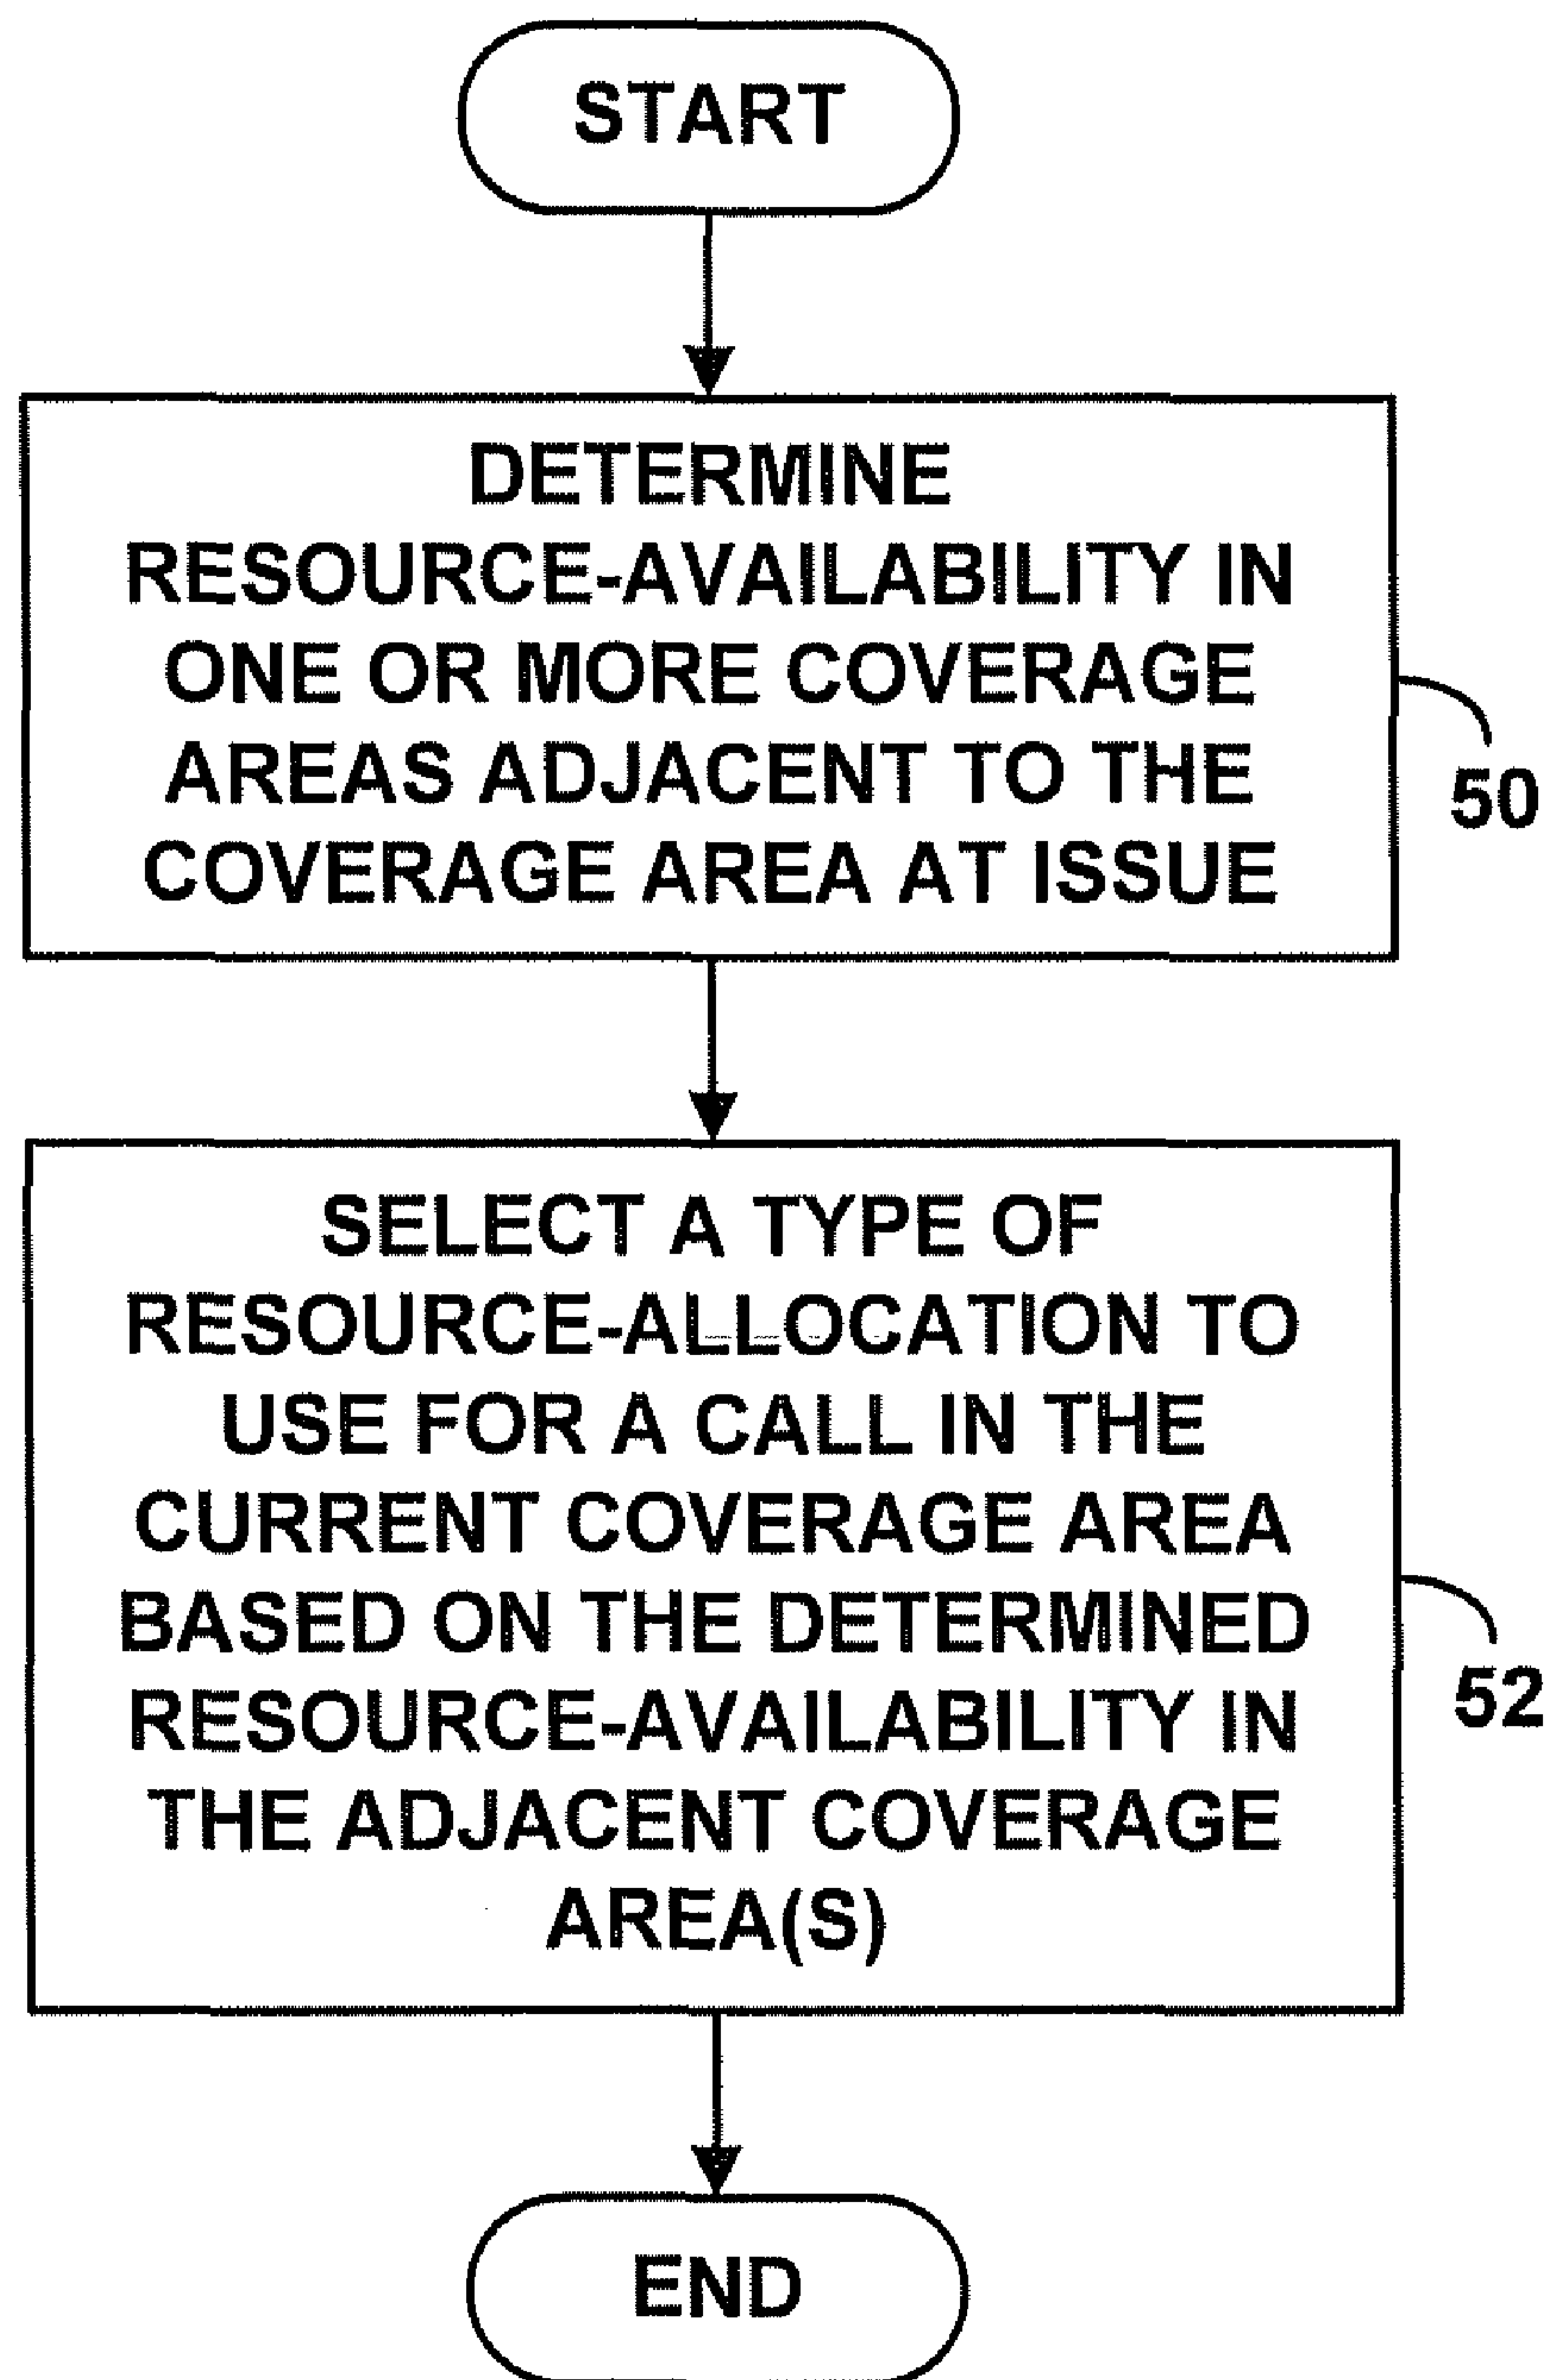 START
DETERMINE
RESOURCE-AVAILABILITY IN
ONE OR MORE COVERAGE
AREAS ADJACENT TO THE
COVERAGE AREA AT ISSUE
50
SELECT A TYPE OF
RESOURCE-ALLOCATION TO
USE FOR A CALL IN THE
CURRENT COVERAGE AREA
BASED ON THE DETERMINED
RESOURCE-AVAILABILITY IN
THE ADJACENT COVERAGE
AREA(S)
52
END